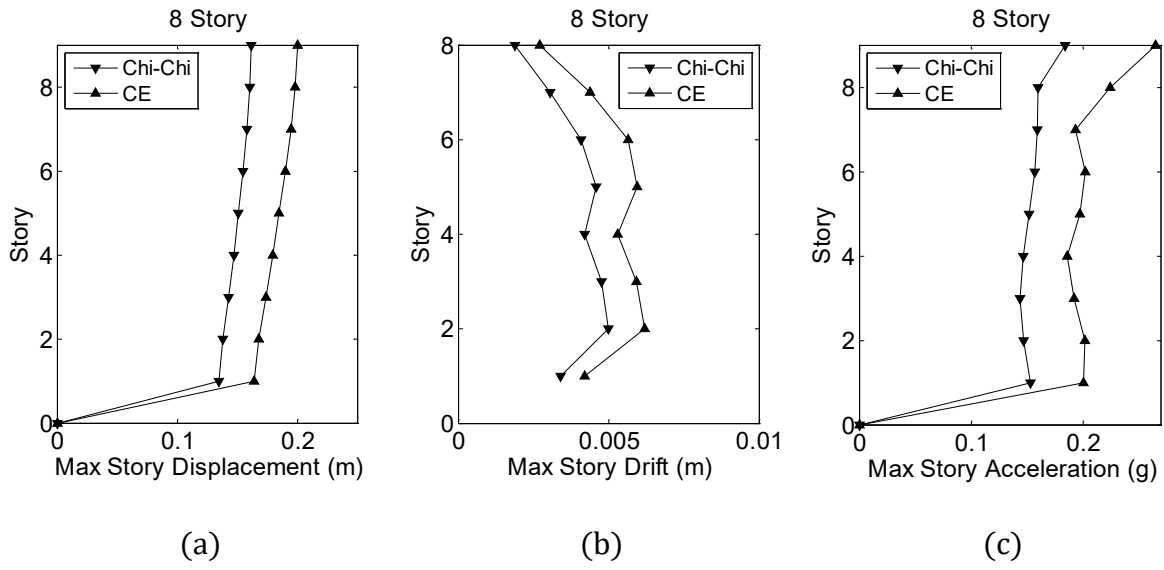 8 Story
Chi-Chi
CE
8
6
4
2
0
Story
0 0.1 0.2
Max Story Displacement (m)
(a)
8 Story
Chi-Chi
CE
8
6
4
2
0
Story
0 0.005 0.01
Max Story Drift (m)
(b)
8 Story
Chi-Chi
CE
8
6
4
2
0
Story
0 0.1 0.2
Max Story Acceleration (g)
(c)